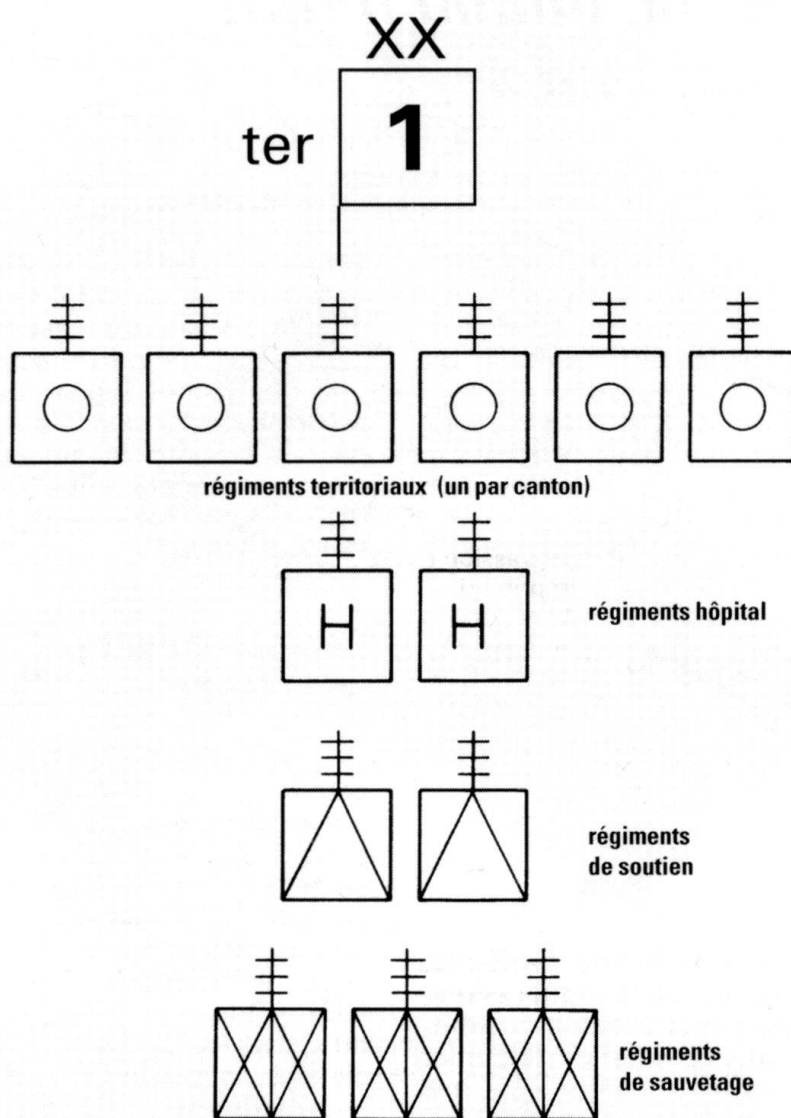 XX
ter 1
régiments territoriaux (un par canton)
H H
régiments hôpital
régiments
de soutien
régiments
de sauvetage